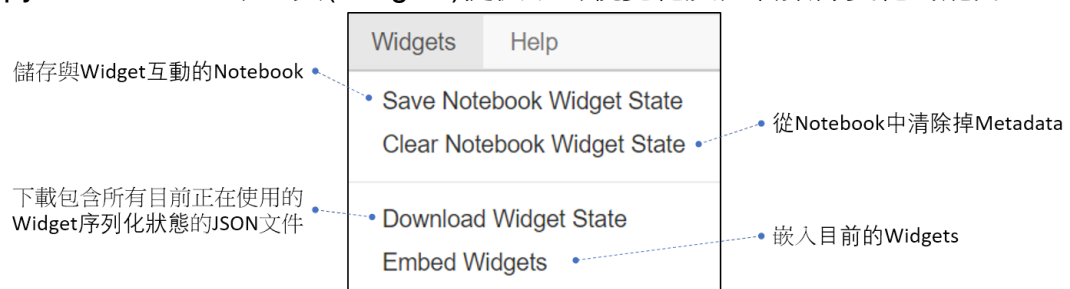 Widgets Help
儲存與Widget互動的Notebook
Save Notebook Widget State
Clear Notebook Widget State
從Notebook中清除掉Metadata
下載包含所有目前正在使用的
Widget序列化狀態的JSON文件
Download Widget State
Embed Widgets
嵌入目前的Widgets